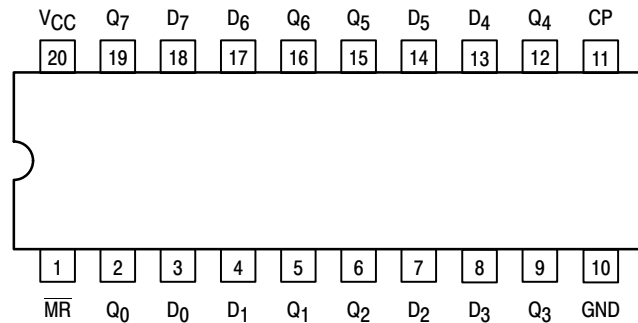 VCC Q7 D7 D6 Q6 Q5 D5 D4 Q4 CP
20 19 18 17 16 15 14 13 12 11
1 2 3 4 5 6 7 8 9 10
M̅R̅ Q0 D0 D1 Q1 Q2 D2 D3 Q3 GND